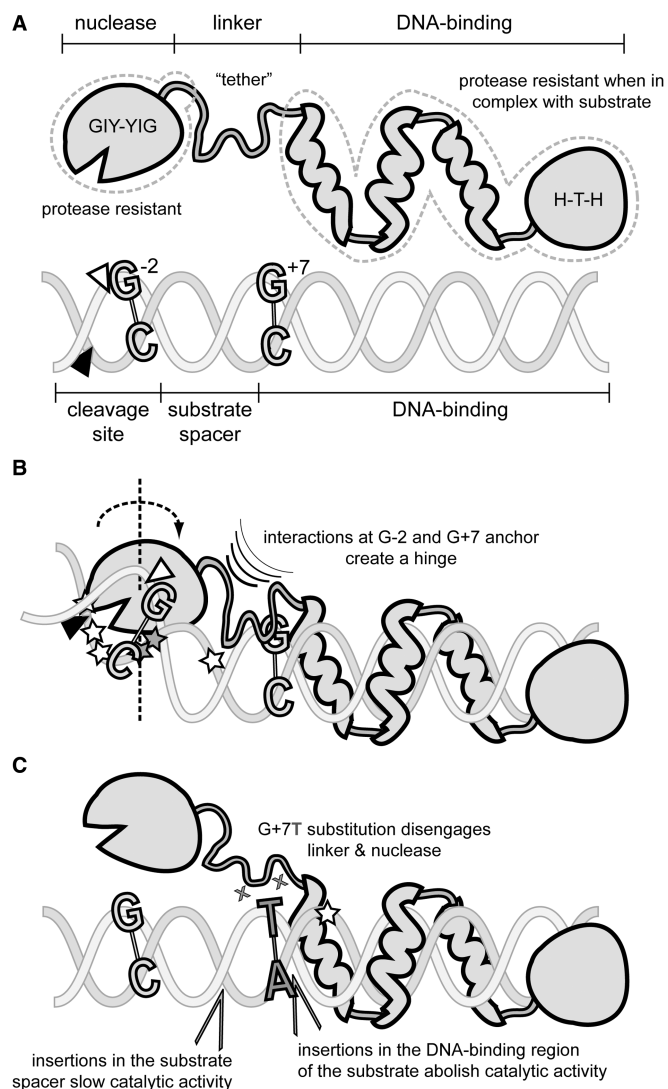 A
nuclease linker DNA-binding
"tether"
protease resistant when in
complex with substrate
GIY-YIG
H-T-H
protease resistant
G-2 G+7
C C
cleavage
site
substrate
spacer
DNA-binding
B
interactions at G-2 and G+7 anchor
create a hinge
G G
C C
C
G+7T substitution disengages
linker & nuclease
G T
C A
insertions in the substrate
spacer slow catalytic activity
insertions in the DNA-binding region
of the substrate abolish catalytic activity